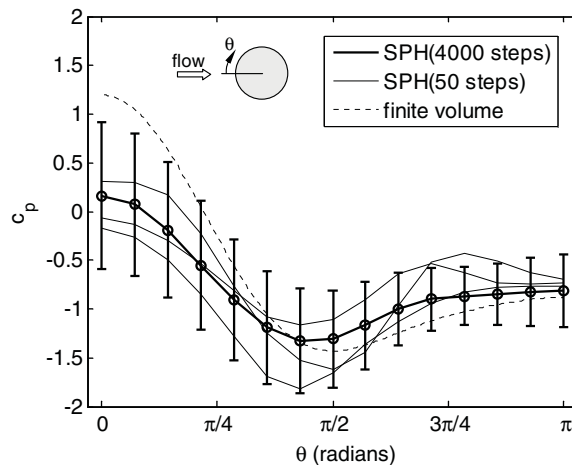 2
1.5
1
0.5
0
-0.5
-1
-1.5
-2
c_p
flow
θ
SPH(4000 steps)
SPH(50 steps)
finite volume
0
π/4
π/2
3π/4
π
θ (radians)